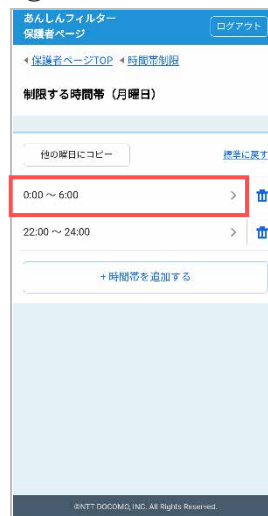 あんしんフィルター
保護者ページ
ログアウト
保護者ページTOP 時間帯制限
制限する時間帯（月曜日）
他の曜日にコピー
標準に戻す
0:00 ～ 6:00
22:00 ～ 24:00
+ 時間帯を追加する
©NTT DOCOMO, INC. All Rights Reserved.